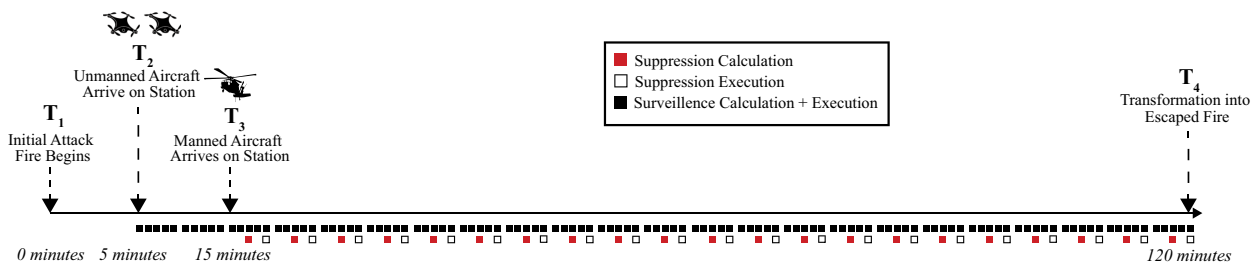 T2
Unmanned Aircraft
Arrive on Station
T1
Initial Attack
Fire Begins
T3
Manned Aircraft
Arrives on Station
Suppression Calculation
Suppression Execution
Surveillence Calculation + Execution
T4
Transformation into
Escaped Fire
0 minutes
5 minutes
15 minutes
120 minutes